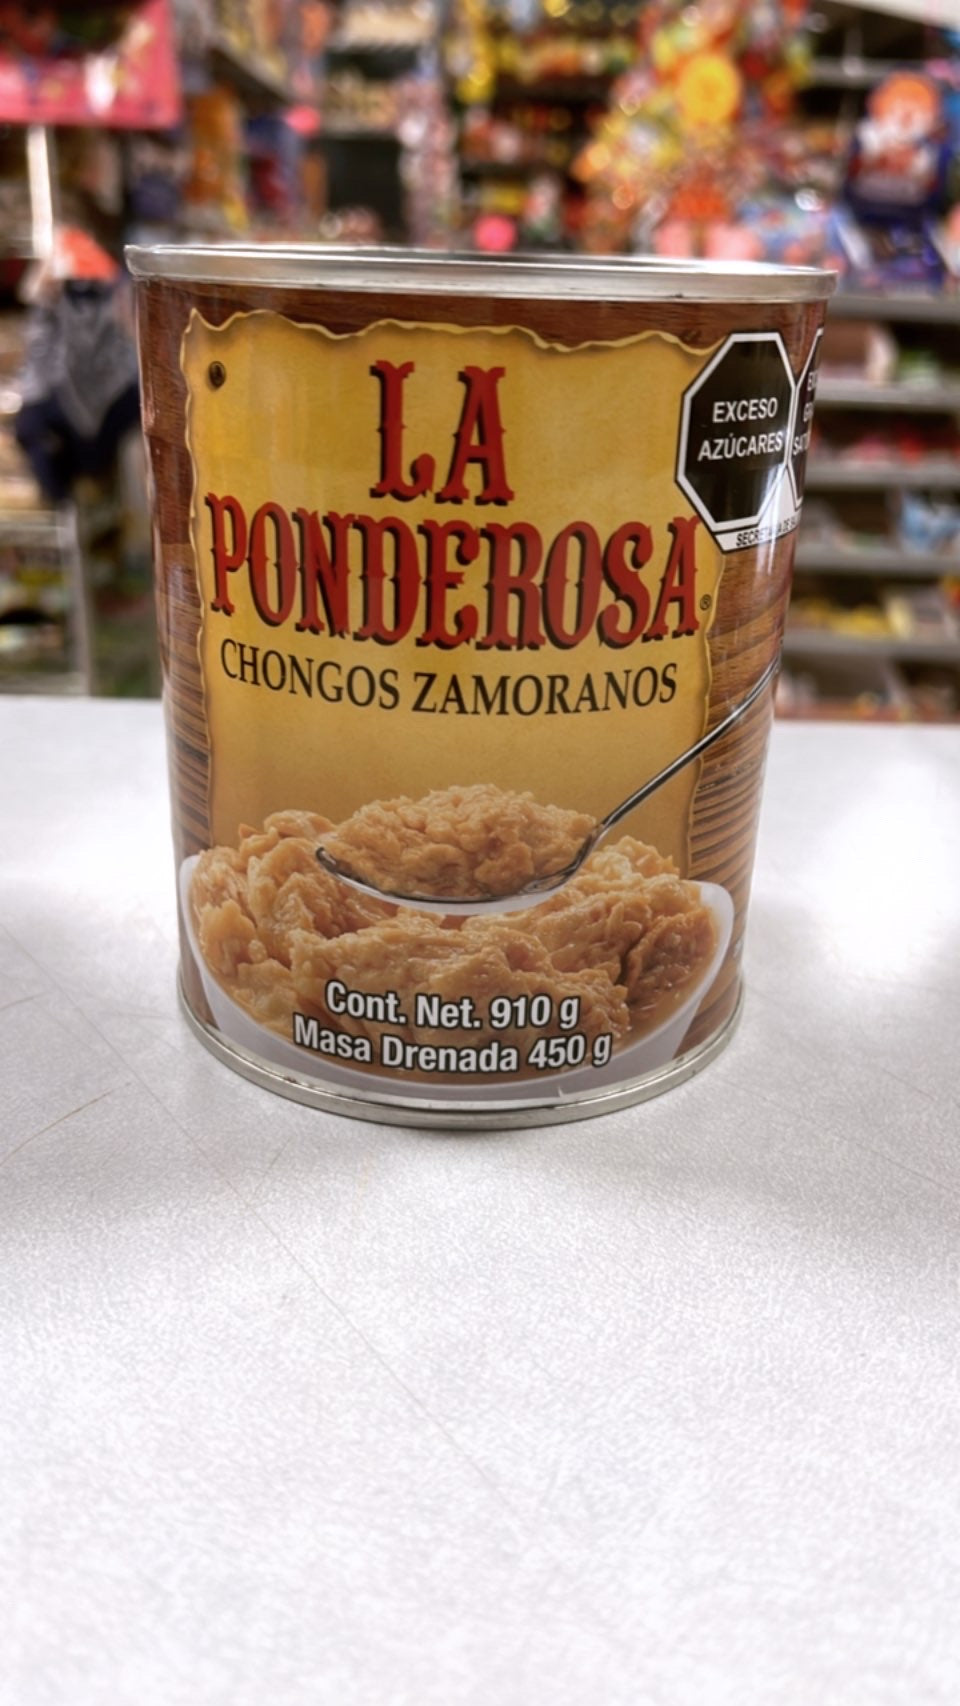 LA
PONDEROSA®
CHONGOS ZAMORANOS
EXCESO
AZÚCARES
Cont. Net. 910 g
Masa Drenada 450 g